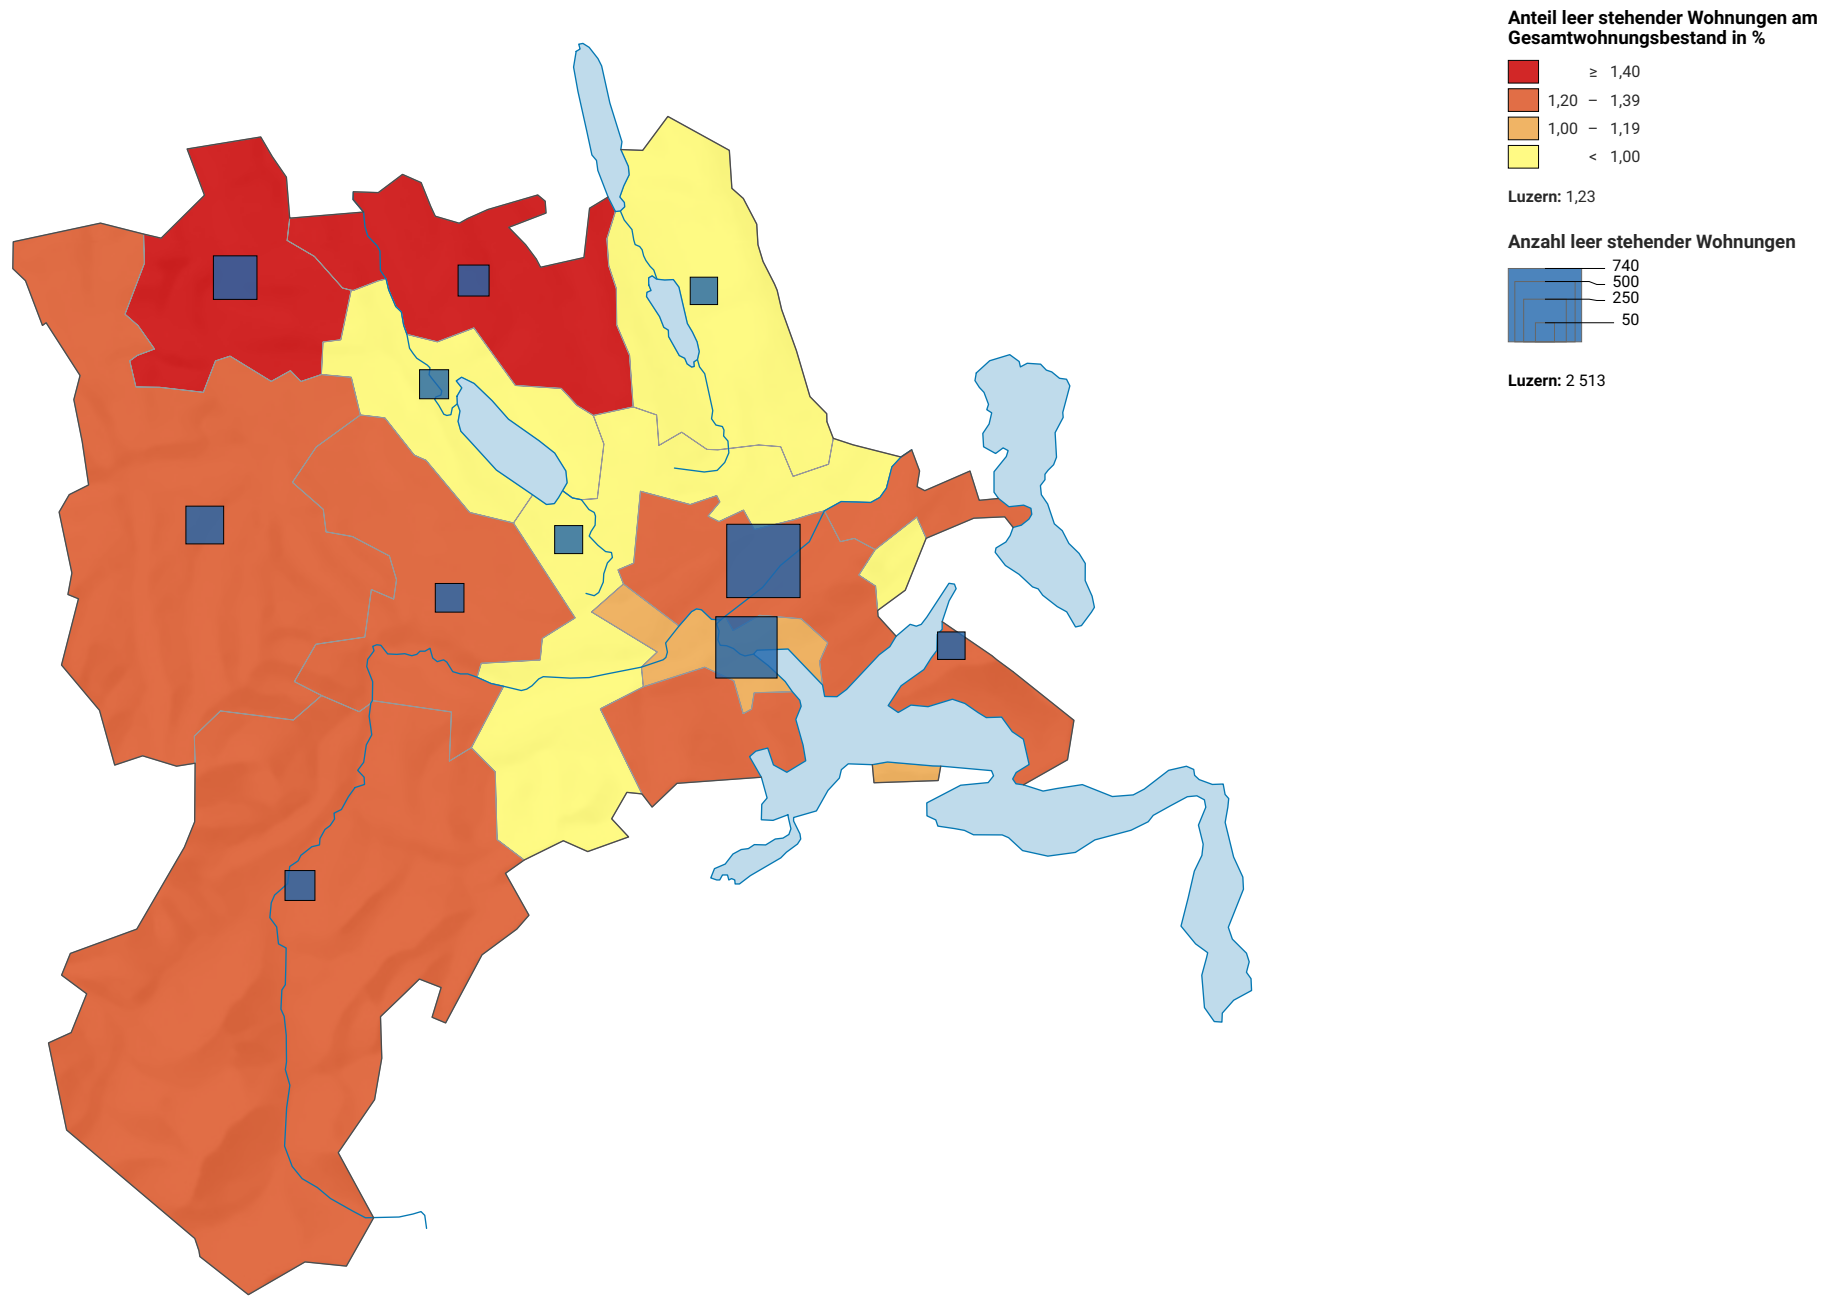 Anteil leer stehender Wohnungen am
Gesamtwohnungsbestand in %
≥ 1,40
1,20 – 1,39
1,00 – 1,19
< 1,00
Luzern: 1,23
Anzahl leer stehender Wohnungen
740
500
250
50
Luzern: 2 513